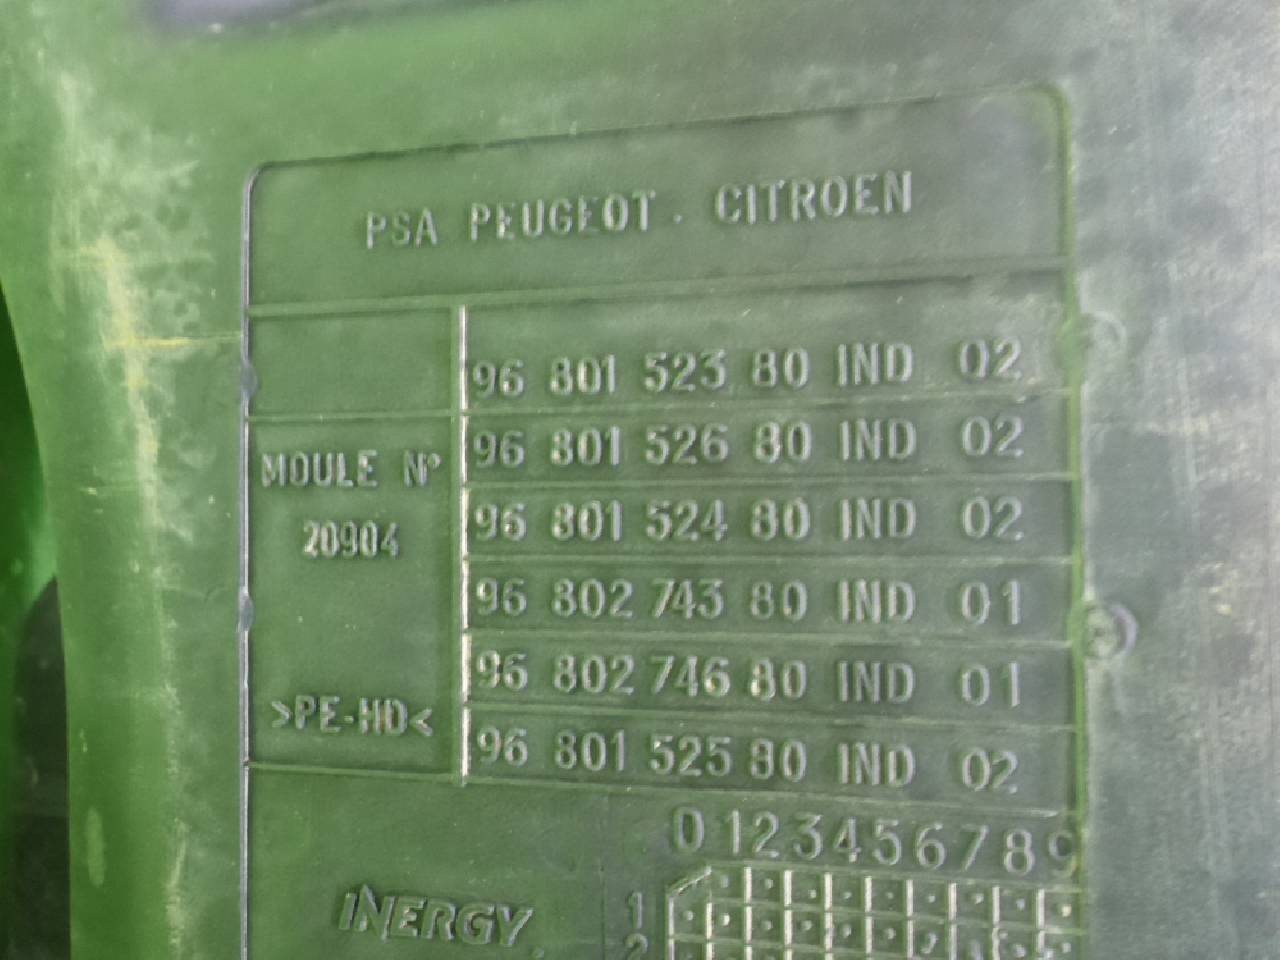 PSA PEUGEOT . CITROEN
96 801 523 80 IND 02
MOULE Nº 96 801 526 80 IND 02
20904 96 801 524 80 IND 02
96 802 743 80 IND 01
96 802 746 80 IND 01
>PE-HD< 96 801 525 80 IND 02
0 1 2 3 4 5 6 7 8 9
INERGY 1
2